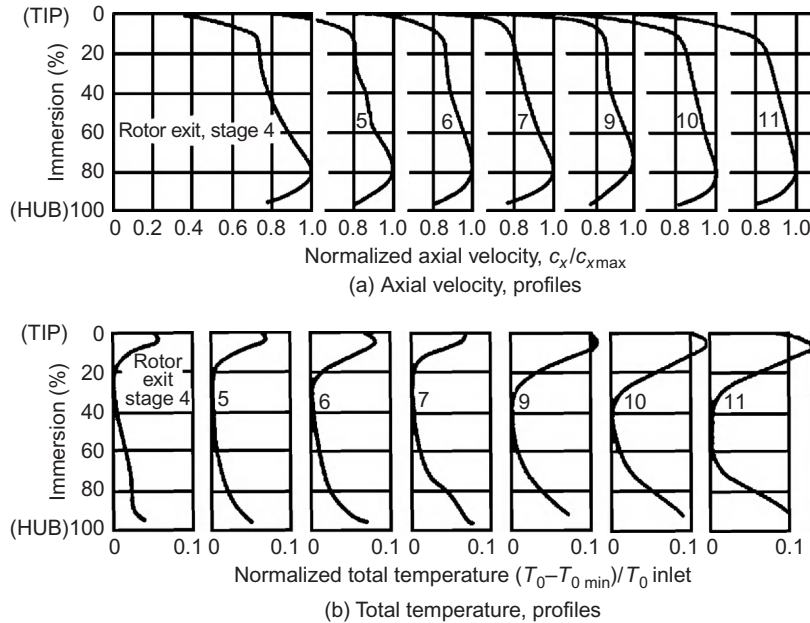 (TIP) 0
20
40
60
80
(HUB) 100
Immersion (%)
Rotor exit, stage 4
5
6
7
9
10
11
0 0.2 0.4 0.6 0.8 1.0 0.8 1.0 0.8 1.0 0.8 1.0 0.8 1.0 0.8 1.0 0.8 1.0
Normalized axial velocity, cx/cxmax
(a) Axial velocity, profiles
(TIP) 0
20
40
60
80
(HUB) 100
Immersion (%)
Rotor
exit
stage 4
5
6
7
9
10
11
0 0.1 0 0.1 0 0.1 0 0.1 0 0.1 0 0.1 0 0.1
Normalized total temperature (T0–T0 min)/T0 inlet
(b) Total temperature, profiles